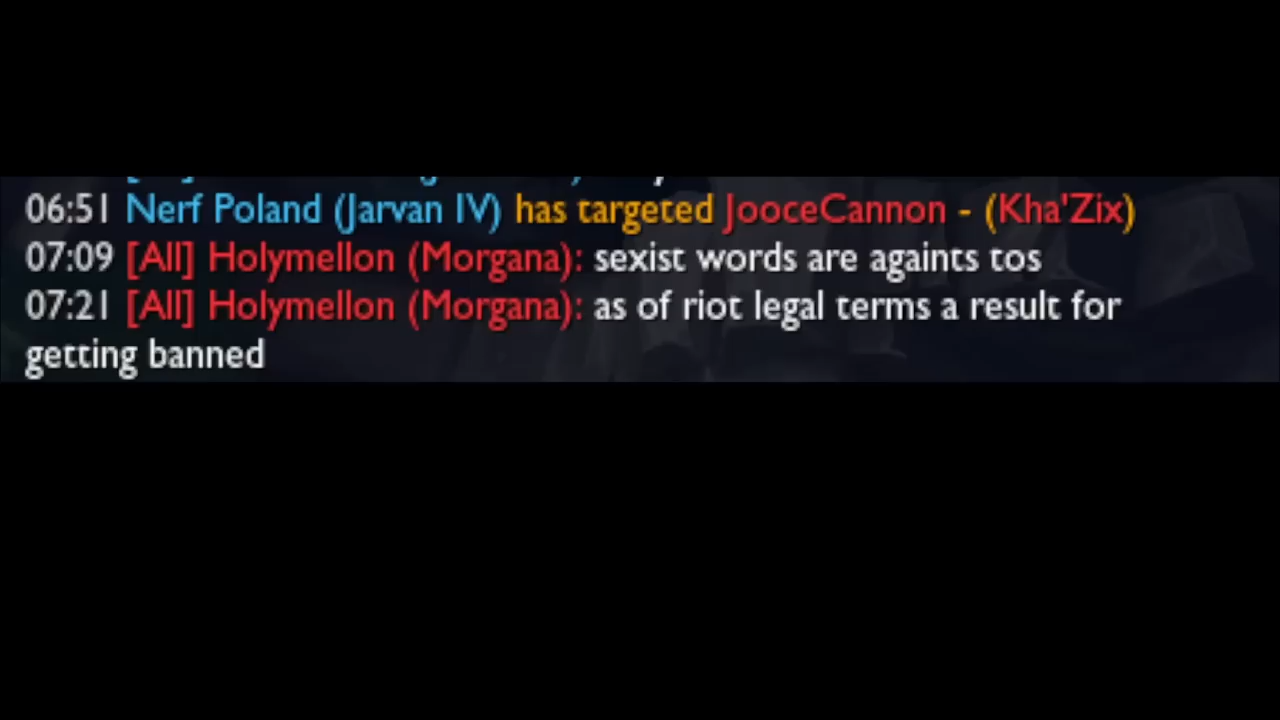 06:51 Nerf Poland (Jarvan IV) has targeted JooceCannon - (Kha'Zix)
07:09 [All] Holymellon (Morgana): sexist words are againts tos
07:21 [All] Holymellon (Morgana): as of riot legal terms a result for
getting banned